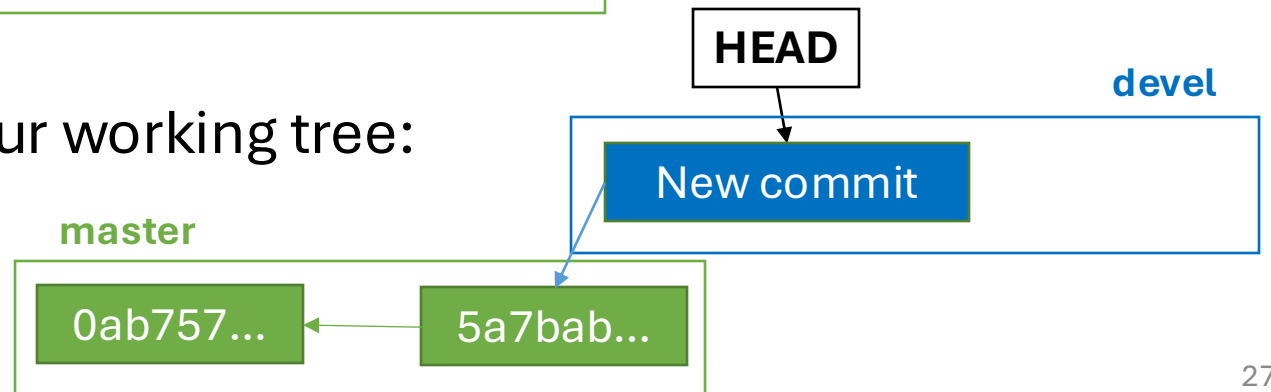 HEAD
devel
ur working tree:
New commit
master
0ab757...
5a7bab...
27